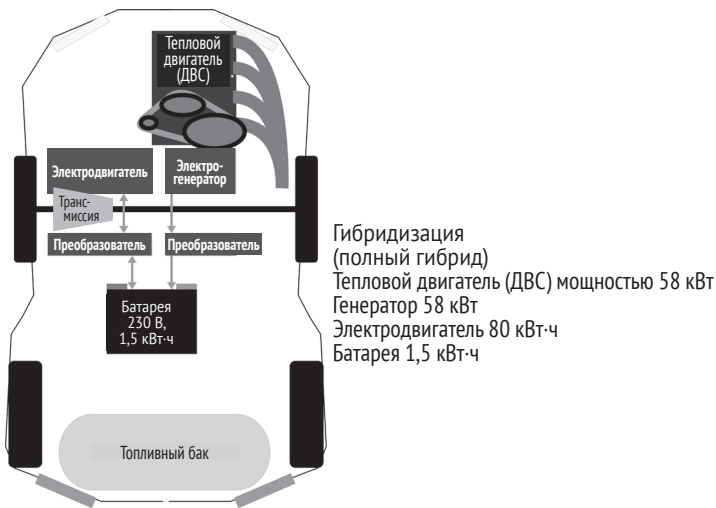 Тепловой
двигатель
(ДВС)
Электродвигатель
Электро-
генератор
Транс-
миссия
Преобразователь
Преобразователь
Батарея
230 В,
1,5 кВт·ч
Топливный бак
Гибридизация
(полный гибрид)
Тепловой двигатель (ДВС) мощностью 58 кВт
Генератор 58 кВт
Электродвигатель 80 кВт·ч
Батарея 1,5 кВт·ч